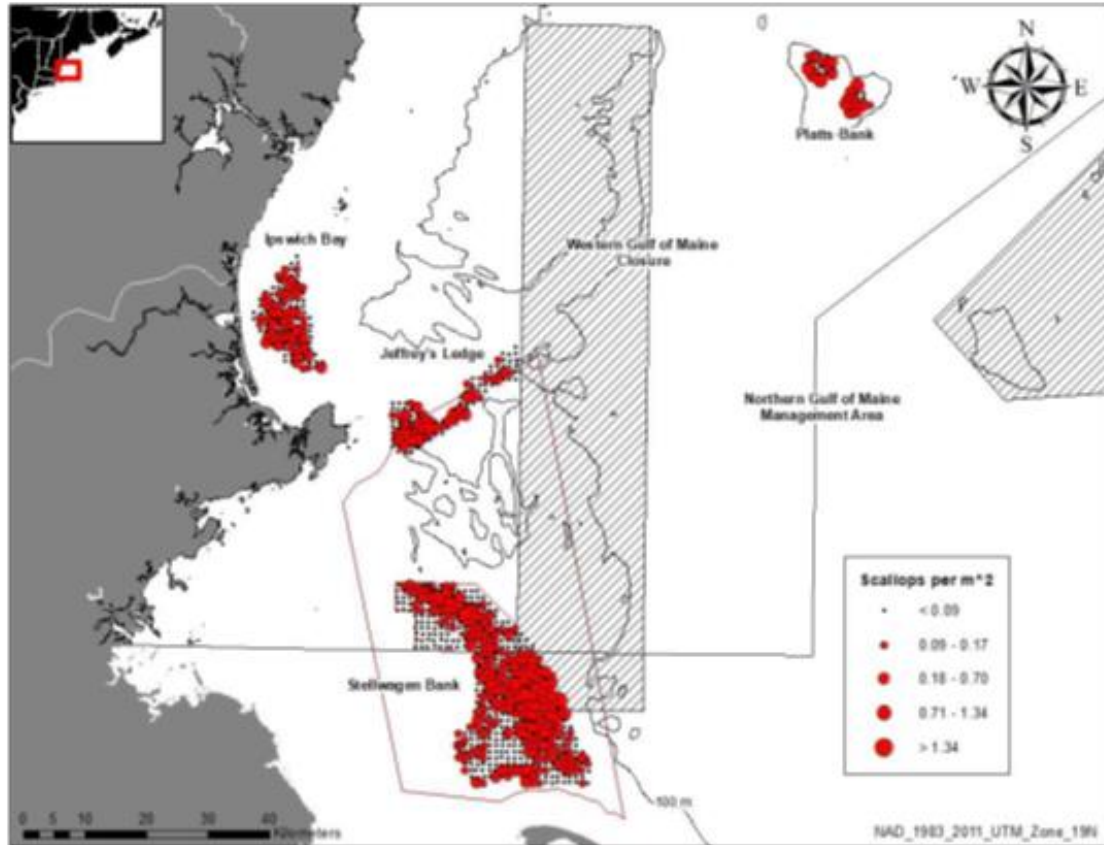 N
W E
S
Platts Bank
Ipswich Bay
Western Gulf of Maine
Closure
Jeffrey's Ledge
Northern Gulf of Maine
Management Area
Stellwagen Bank
Scallops per m^2
< 0.09
0.09 - 0.17
0.18 - 0.70
0.71 - 1.34
> 1.34
100 m
0 5 10 20 30 40
Kilometers
NAD_1983_2011_UTM_Zone_19N